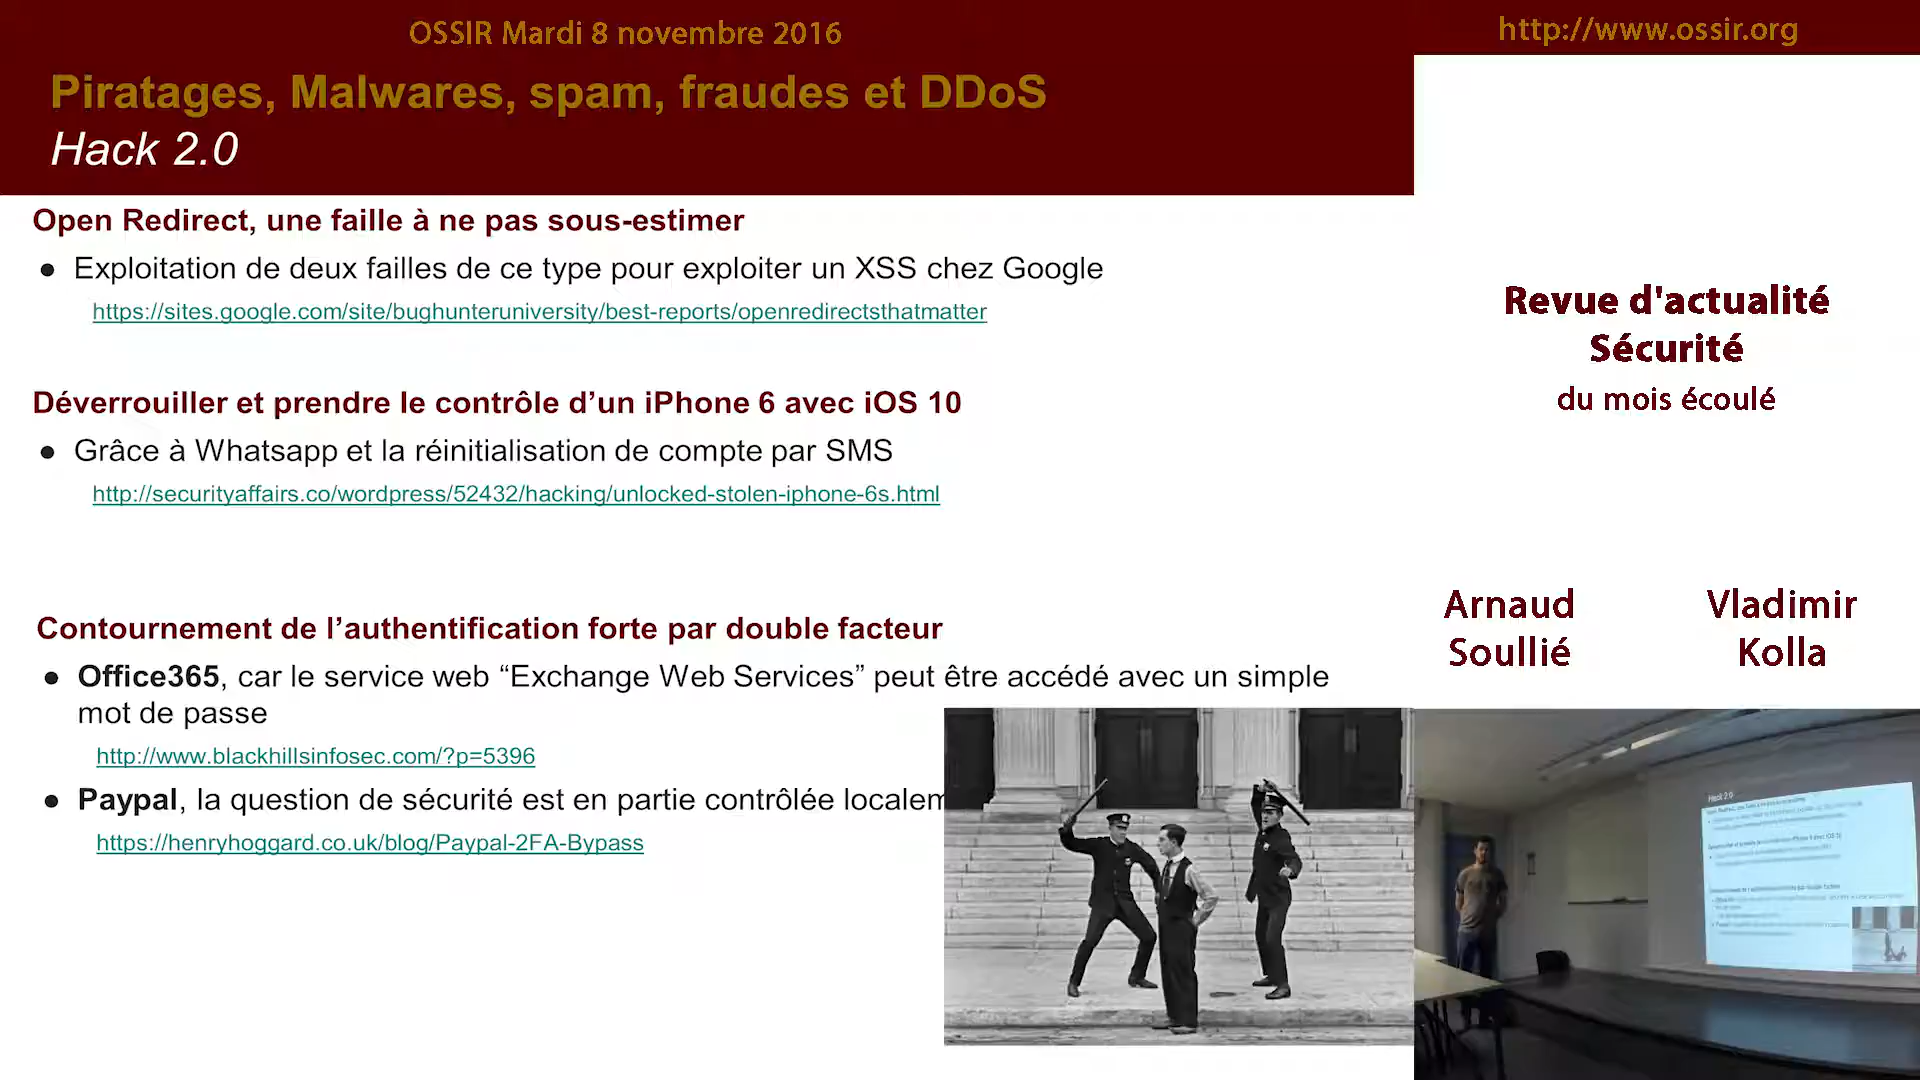 OSSIR Mardi 8 novembre 2016
http://www.ossir.org
Piratages, Malwares, spam, fraudes et DDoS
Hack 2.0
Open Redirect, une faille à ne pas sous-estimer
● Exploitation de deux failles de ce type pour exploiter un XSS chez Google
https://sites.google.com/site/bughunteruniversity/best-reports/openredirectsthatmatter
Déverrouiller et prendre le contrôle d’un iPhone 6 avec iOS 10
● Grâce à Whatsapp et la réinitialisation de compte par SMS
http://securityaffairs.co/wordpress/52432/hacking/unlocked-stolen-iphone-6s.html
Contournement de l’authentification forte par double facteur
● Office365, car le service web “Exchange Web Services” peut être accédé avec un simple
mot de passe
http://www.blackhillsinfosec.com/?p=5396
● Paypal, la question de sécurité est en partie contrôlée localem
https://henryhoggard.co.uk/blog/Paypal-2FA-Bypass
Revue d'actualité
Sécurité
du mois écoulé
Arnaud
Soullié
Vladimir
Kolla
Hack 2.0